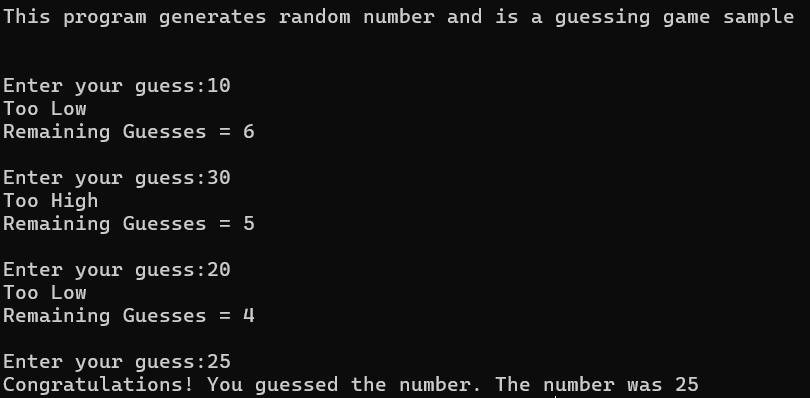 This program generates random number and is a guessing game sample
Enter your guess:10
Too Low
Remaining Guesses = 6
Enter your guess:30
Too High
Remaining Guesses = 5
Enter your guess:20
Too Low
Remaining Guesses = 4
Enter your guess:25
Congratulations! You guessed the number. The number was 25